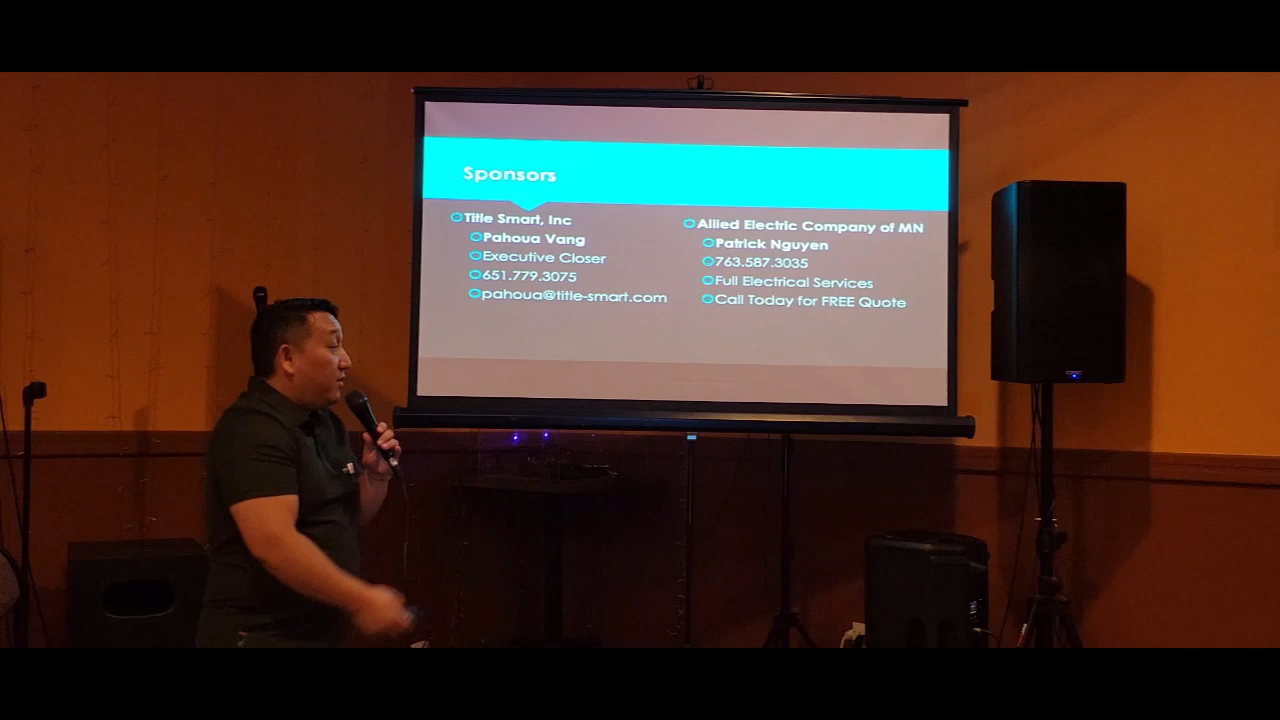 Sponsors
Title Smart, Inc
Pahoua Vang
Executive Closer
651.779.3075
pahoua@title-smart.com
Allied Electric Company of MN
Patrick Nguyen
763.587.3035
Full Electrical Services
Call Today for FREE Quote
QSC